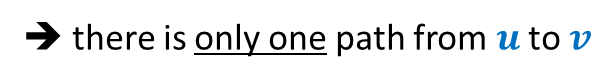 ➔ there is only one path from u to v